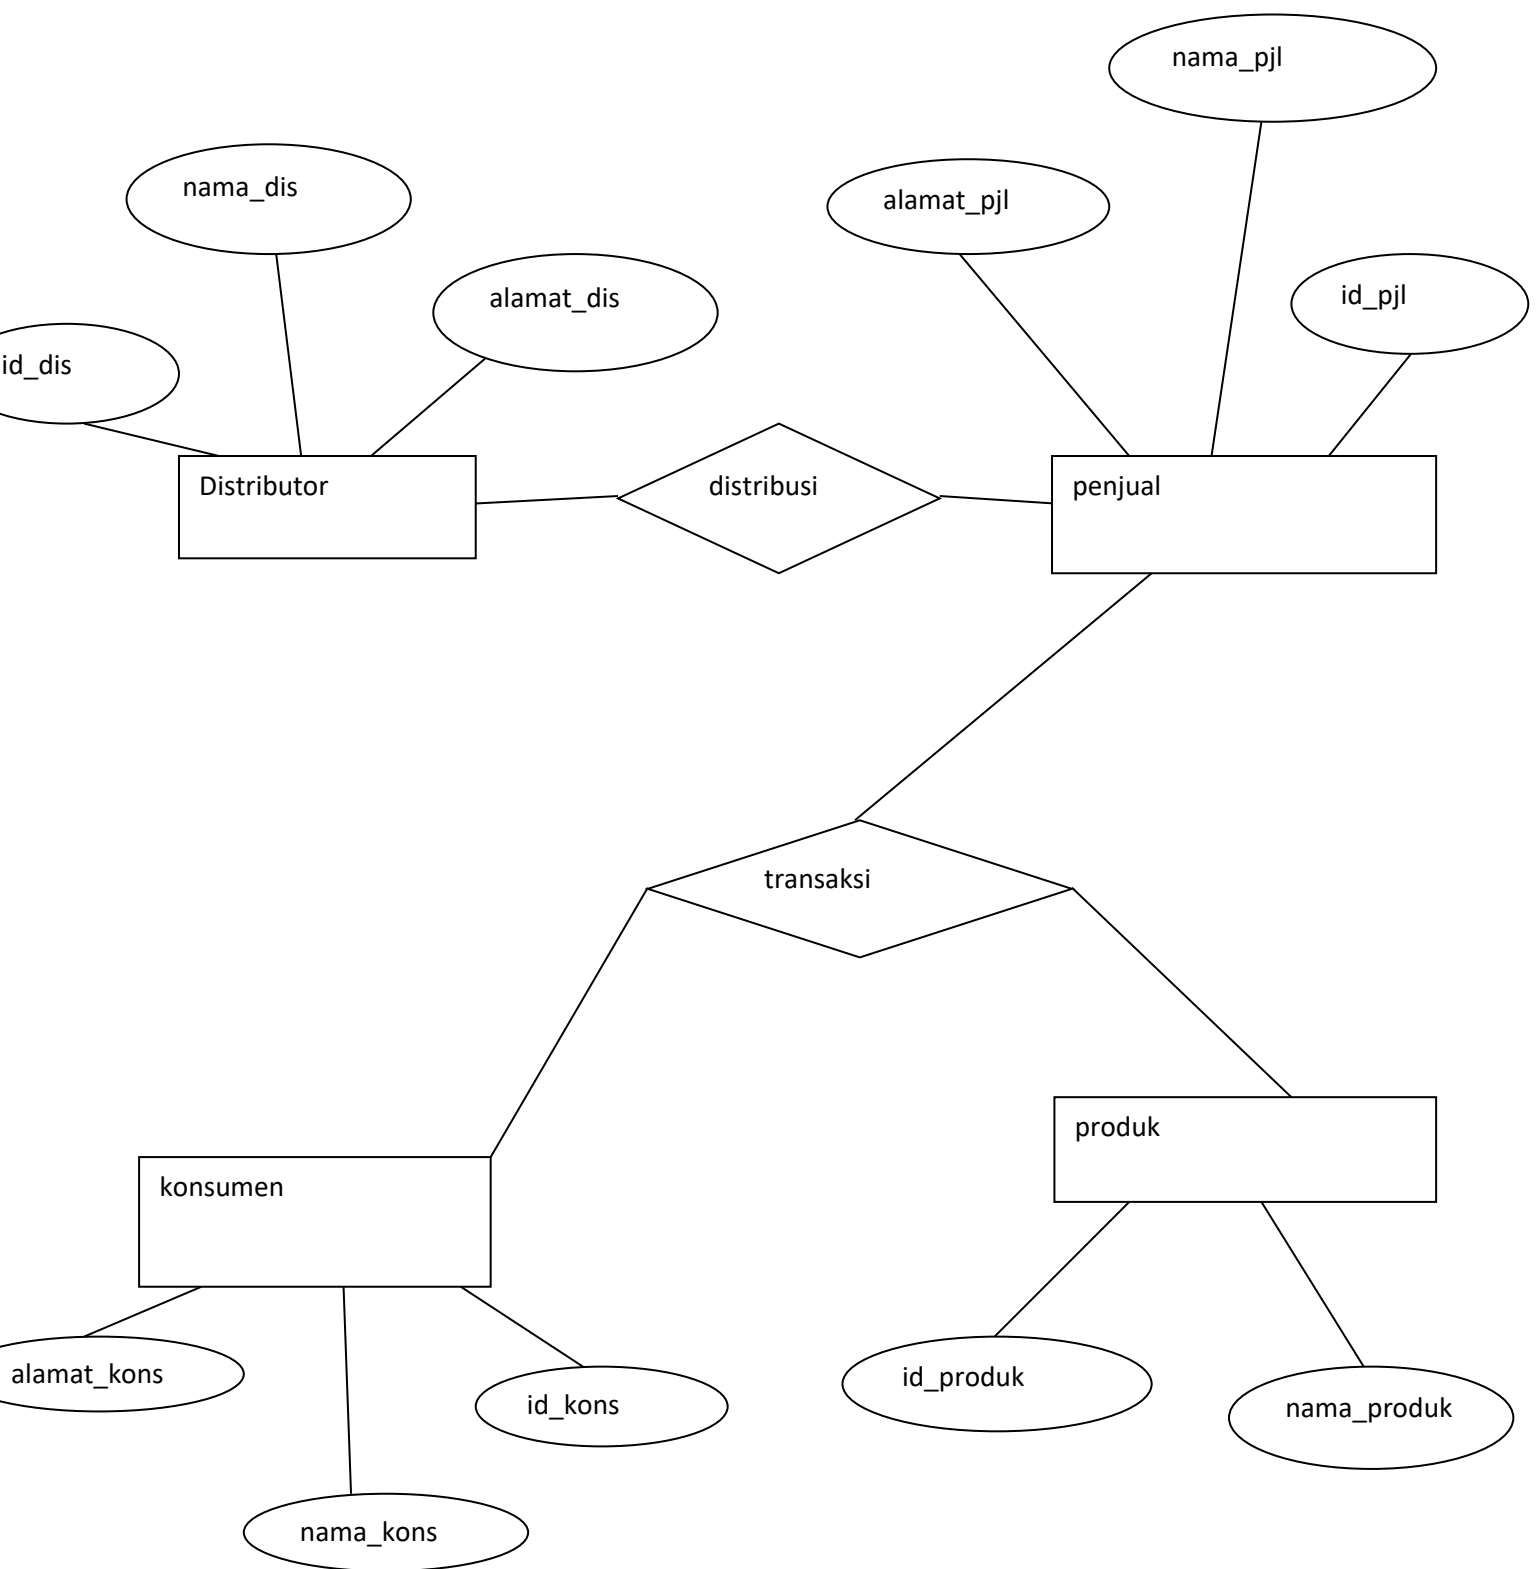 nama_pjl
nama_dis
alamat_pjl
alamat_dis
id_pjl
id_dis
Distributor
distribusi
penjual
transaksi
produk
konsumen
alamat_kons
id_kons
id_produk
nama_produk
nama_kons